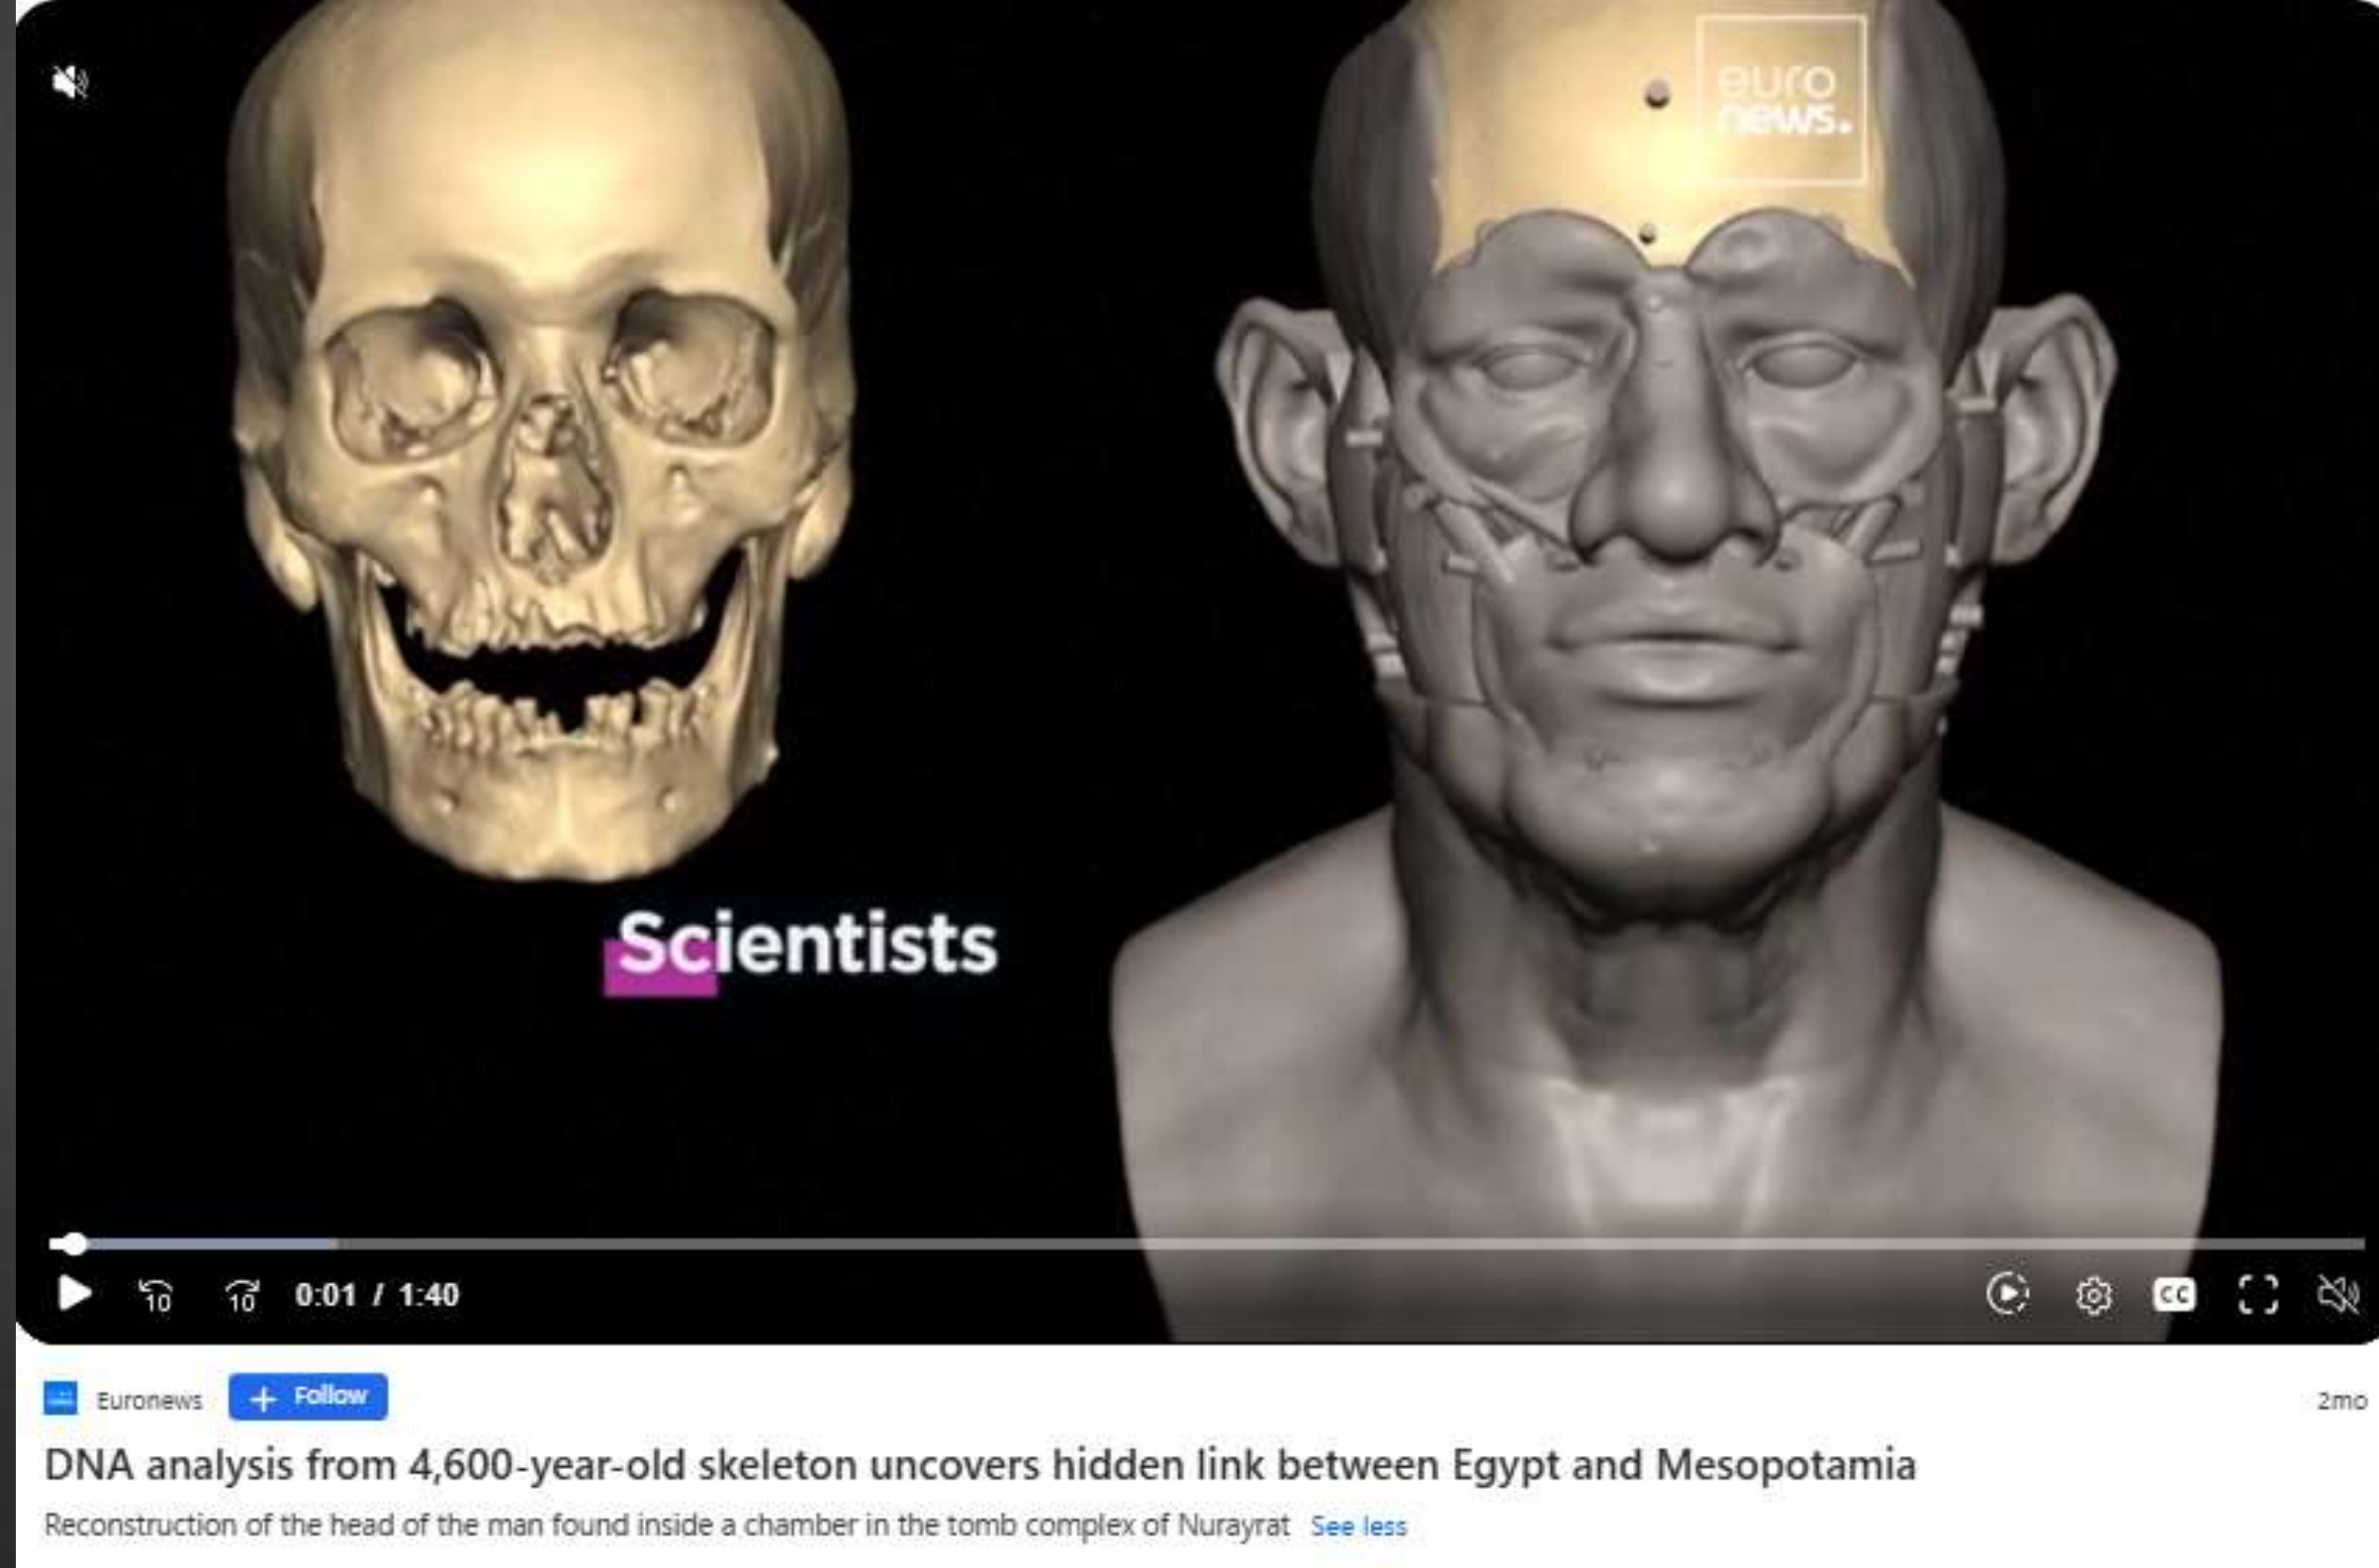 euro
news.
Scientists
10
10
0:01 / 1:40
CC
Euronews
+ Follow
2mo
DNA analysis from 4,600-year-old skeleton uncovers hidden link between Egypt and Mesopotamia
Reconstruction of the head of the man found inside a chamber in the tomb complex of Nurayrat See less